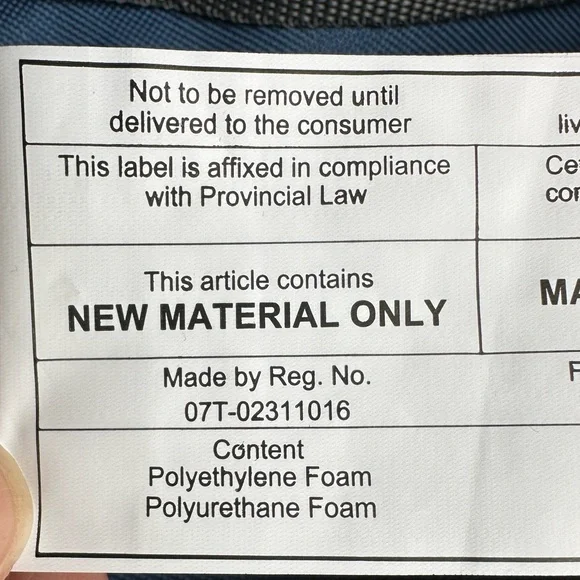 Not to be removed until
delivered to the consumer
This label is affixed in compliance
with Provincial Law
This article contains
NEW MATERIAL ONLY
Made by Reg. No.
07T-02311016
Content
Polyethylene Foam
Polyurethane Foam